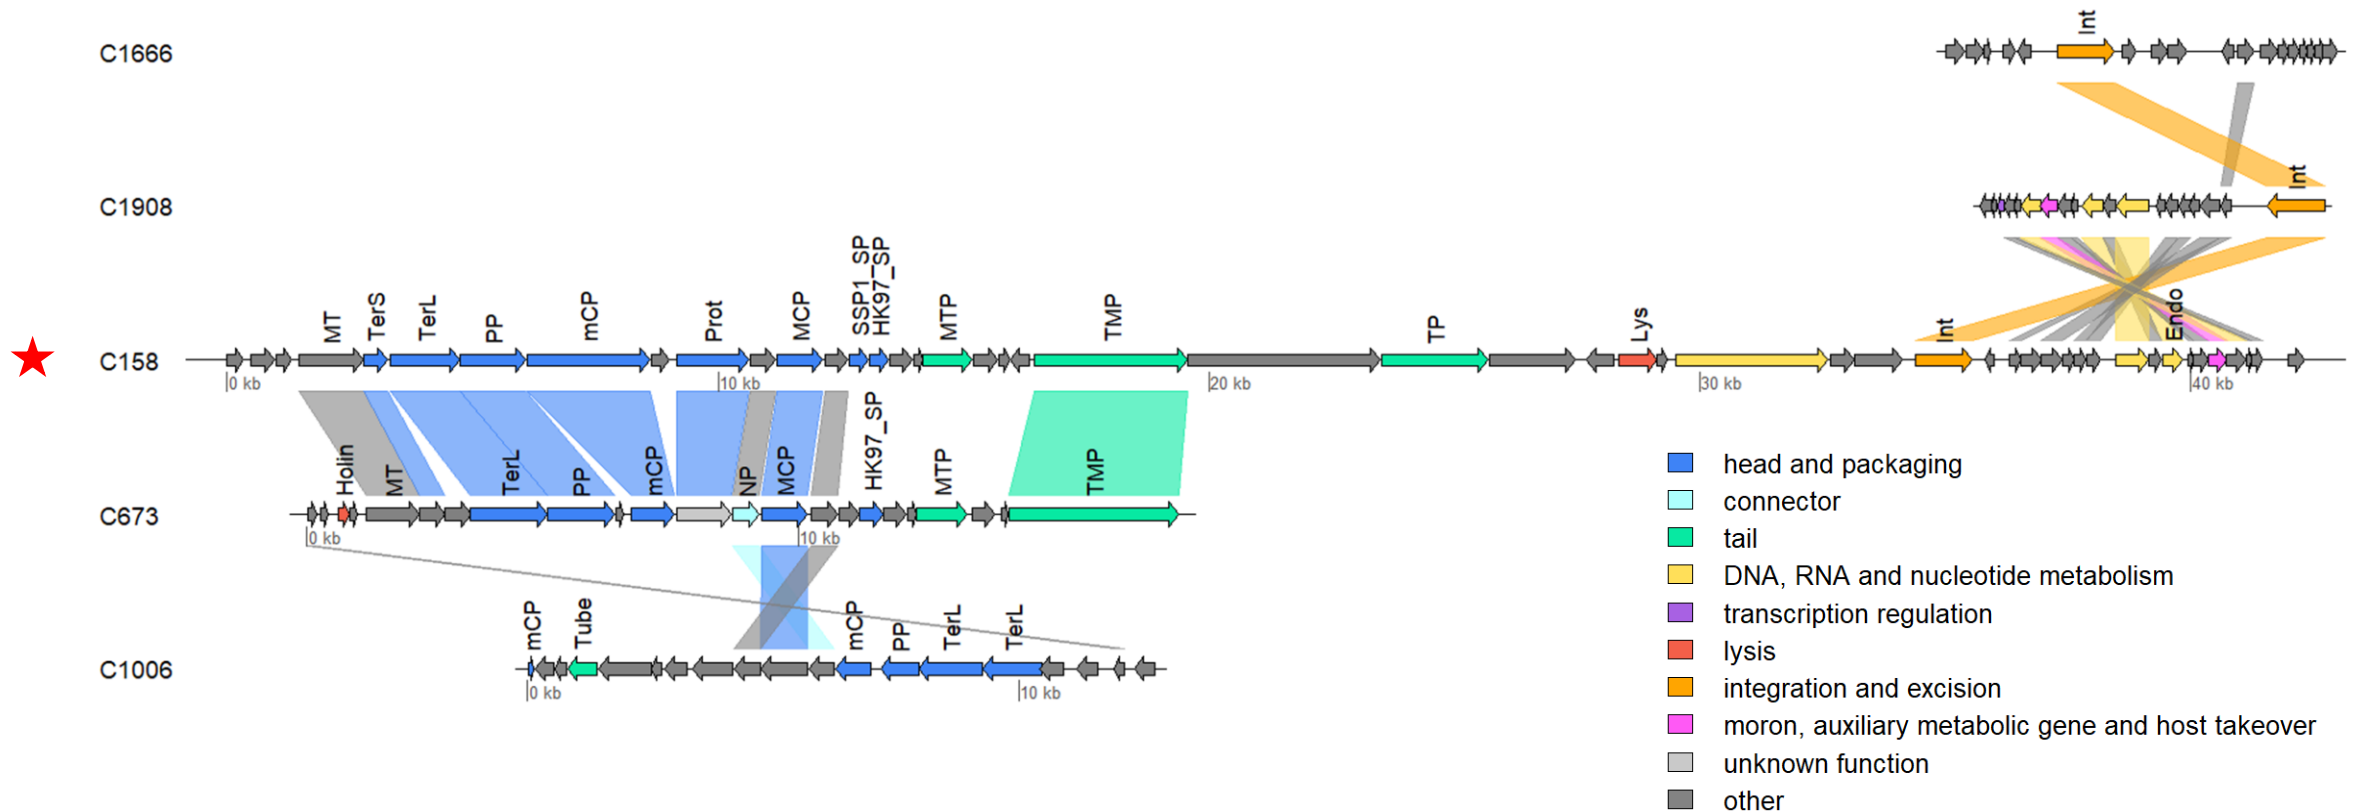 C1666
Int
C1908
Int
C158
MT
TerS
TerL
PP
mCP
Prot
MCP
SSP1_SP
HK97_SP
MTP
TMP
TP
Lys
Int
Endo
0 kb
10 kb
20 kb
30 kb
40 kb
C673
Holin
MT
TerL
PP
mCP
NP
MCP
HK97_SP
MTP
TMP
0 kb
10 kb
C1006
mCP
Tube
mCP
PP
TerL
TerL
0 kb
10 kb
head and packaging
connector
tail
DNA, RNA and nucleotide metabolism
transcription regulation
lysis
integration and excision
moron, auxiliary metabolic gene and host takeover
unknown function
other